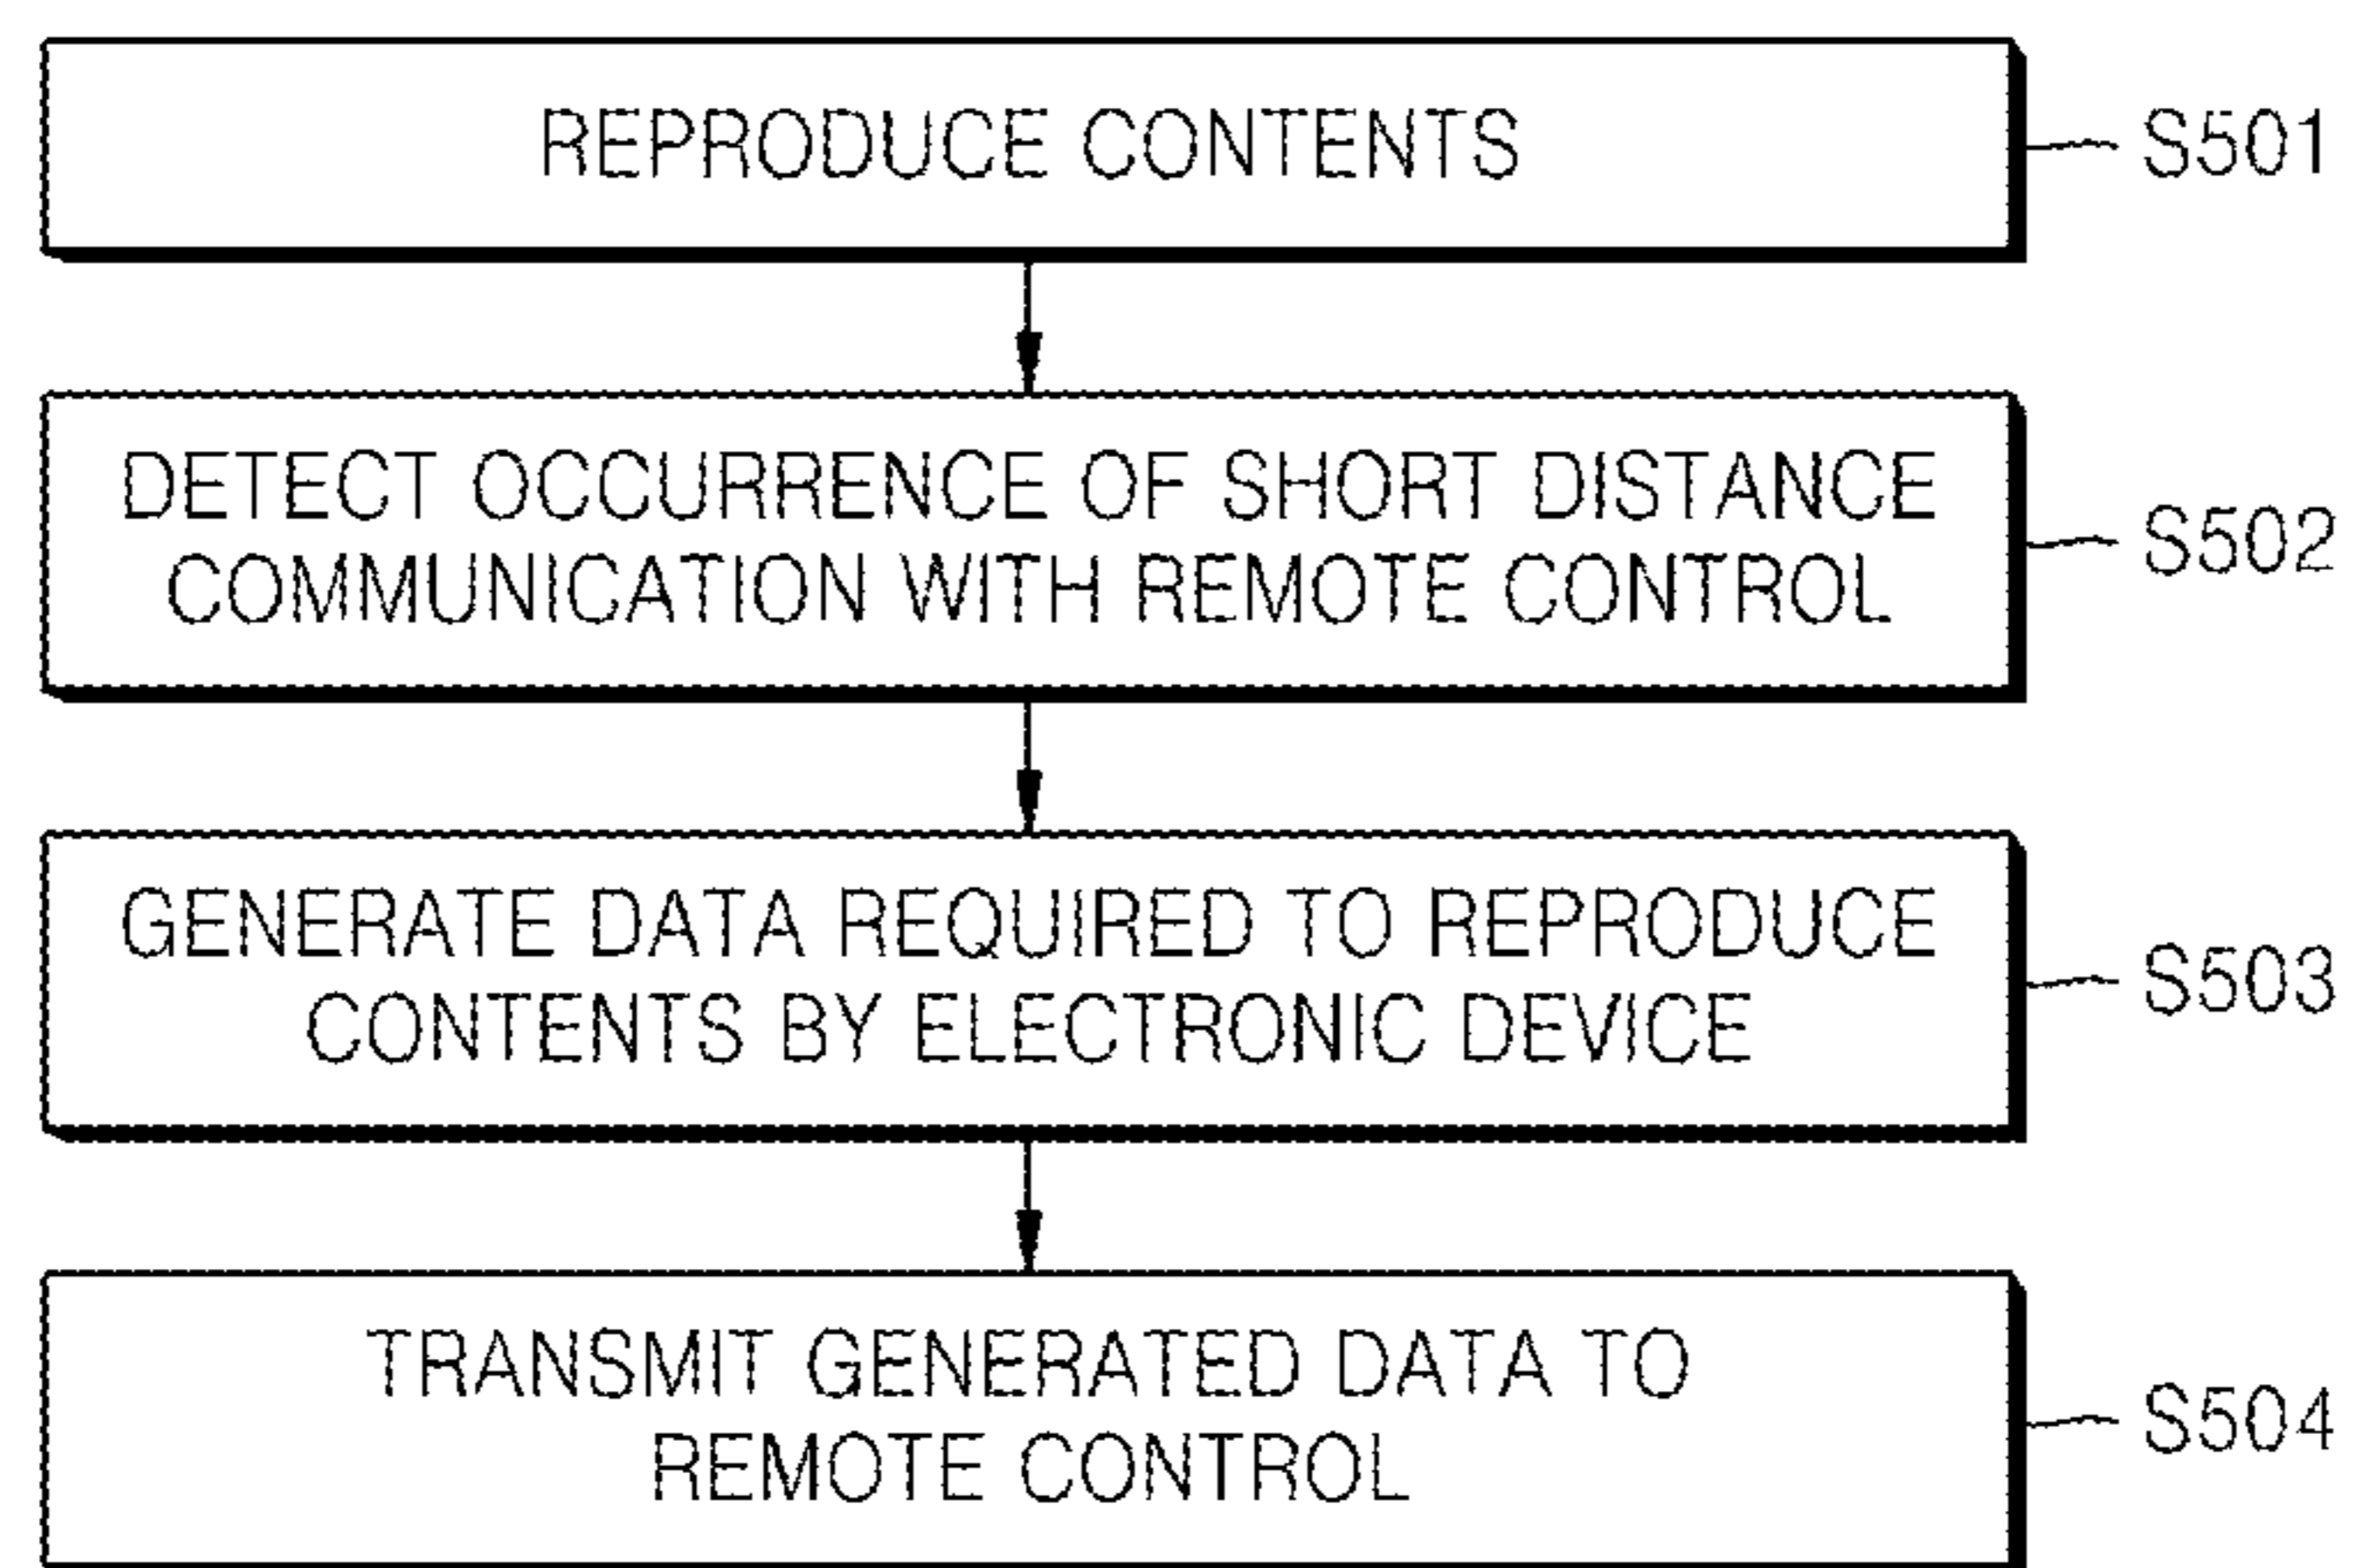 REPRODUCE CONTENTS
S501
DETECT OCCURRENCE OF SHORT DISTANCE
COMMUNICATION WITH REMOTE CONTROL
S502
GENERATE DATA REQUIRED TO REPRODUCE
CONTENTS BY ELECTRONIC DEVICE
S503
TRANSMIT GENERATED DATA TO
REMOTE CONTROL
S504